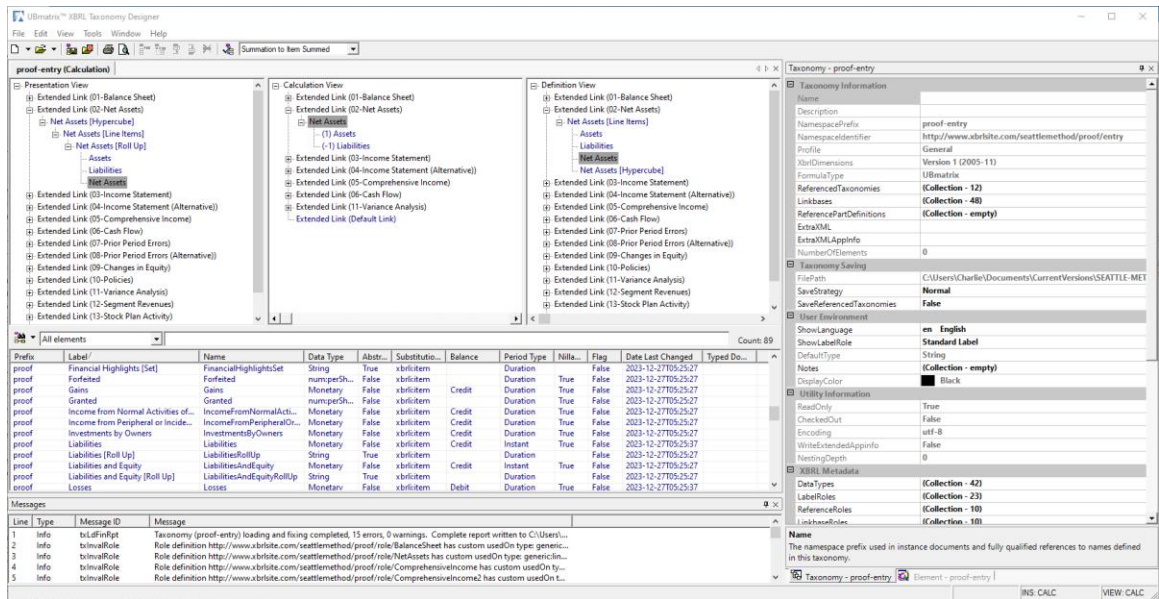 UBmatrix™ XBRL Taxonomy Designer
File Edit View Tools Window Help
Summation to Item Summed
proof-entry (Calculation)
Presentation View
Extended Link (01-Balance Sheet)
Extended Link (02-Net Assets)
Net Assets [Hypercube]
Net Assets [Line Items]
Net Assets [Roll Up]
Assets
Liabilities
Net Assets
Extended Link (03-Income Statement)
Extended Link (04-Income Statement (Alternative))
Extended Link (05-Comprehensive Income)
Extended Link (06-Cash Flow)
Extended Link (07-Prior Period Errors)
Extended Link (08-Prior Period Errors (Alternative))
Extended Link (09-Changes in Equity)
Extended Link (10-Policies)
Extended Link (11-Variance Analysis)
Extended Link (12-Segment Revenues)
Extended Link (13-Stock Plan Activity)
Calculation View
Extended Link (01-Balance Sheet)
Extended Link (02-Net Assets)
Net Assets
(1) Assets
(-1) Liabilities
Extended Link (03-Income Statement)
Extended Link (04-Income Statement (Alternative))
Extended Link (05-Comprehensive Income)
Extended Link (06-Cash Flow)
Extended Link (11-Variance Analysis)
Extended Link (Default Link)
Definition View
Extended Link (01-Balance Sheet)
Extended Link (02-Net Assets)
Net Assets [Line Items]
Assets
Liabilities
Net Assets
Net Assets [Hypercube]
Extended Link (03-Income Statement)
Extended Link (04-Income Statement (Alternative))
Extended Link (05-Comprehensive Income)
Extended Link (06-Cash Flow)
Extended Link (07-Prior Period Errors)
Extended Link (08-Prior Period Errors (Alternative))
Extended Link (09-Changes in Equity)
Extended Link (10-Policies)
Extended Link (11-Variance Analysis)
Extended Link (12-Segment Revenues)
Extended Link (13-Stock Plan Activity)
All elements Count: 89
Prefix Label Name Data Type Abstr... Substitutio... Balance Period Type Nilla... Flag Date Last Changed Typed Do...
proof Financial Highlights [Set] FinancialHighlightsSet String True xbrli:item Duration False 2023-12-27T05:25:27
proof Forfeited Forfeited num:perSh... False xbrli:item Duration True False 2023-12-27T05:25:27
proof Gains Gains Monetary False xbrli:item Credit Duration True False 2023-12-27T05:25:27
proof Granted Granted num:perSh... False xbrli:item Duration True False 2023-12-27T05:25:27
proof Income from Normal Activities of... IncomeFromNormalActi... Monetary False xbrli:item Credit Duration True False 2023-12-27T05:25:27
proof Income from Peripheral or Incide... IncomeFromPeripheralOr... Monetary False xbrli:item Credit Duration True False 2023-12-27T05:25:27
proof Investments by Owners InvestmentsByOwners Monetary False xbrli:item Credit Duration True False 2023-12-27T05:25:27
proof Liabilities Liabilities Monetary False xbrli:item Credit Instant True False 2023-12-27T05:25:37
proof Liabilities [Roll Up] LiabilitiesRollUp String True xbrli:item Duration False 2023-12-27T05:25:27
proof Liabilities and Equity LiabilitiesAndEquity Monetary False xbrli:item Credit Instant True False 2023-12-27T05:25:27
proof Liabilities and Equity [Roll Up] LiabilitiesAndEquityRollUp String True xbrli:item Duration False 2023-12-27T05:25:27
proof Losses Losses Monetary False xbrli:item Debit Duration True False 2023-12-27T05:25:37
Messages
Line Type Message ID Message
1 Info txLdFinRpt Taxonomy (proof-entry) loading and fixing completed, 15 errors, 0 warnings. Complete report written to C:\Users\...
2 Info txInvalRole Role definition http://www.xbrlsite.com/seattlemethod/proof/role/BalanceSheet has custom usedOn type: generic...
3 Info txInvalRole Role definition http://www.xbrlsite.com/seattlemethod/proof/role/NetAssets has custom usedOn type: genericlin...
4 Info txInvalRole Role definition http://www.xbrlsite.com/seattlemethod/proof/role/ComprehensiveIncome has custom usedOn ty...
5 Info txInvalRole Role definition http://www.xbrlsite.com/seattlemethod/proof/role/ComprehensiveIncome2 has custom usedOn t...
Taxonomy - proof-entry
Taxonomy Information
Name
Description
NamespacePrefix proof-entry
NamespaceIdentifier http://www.xbrlsite.com/seattlemethod/proof/entry
Profile General
XbrlDimensions Version 1 (2005-11)
FormulaType UBmatrix
ReferencedTaxonomies (Collection - 12)
Linkbases (Collection - 48)
ReferencePartDefinitions (Collection - empty)
ExtraXML
ExtraXMLAppInfo
NumberOfElements 0
Taxonomy Saving
FilePath C:\Users\Charlie\Documents\CurrentVersions\SEATTLE-MET
SaveStrategy Normal
SaveReferencedTaxonomies False
User Environment
ShowLanguage en English
ShowLabelRole Standard Label
DefaultType String
Notes (Collection - empty)
DisplayColor Black
Utility Information
ReadOnly True
CheckedOut False
Encoding utf-8
WriteExtendedAppinfo False
NestingDepth 0
XBRL Metadata
DataTypes (Collection - 42)
LabelRoles (Collection - 23)
ReferenceRoles (Collection - 10)
LinkbaseRoles (Collection - 10)
Name
The namespace prefix used in instance documents and fully qualified references to names defined
in this taxonomy.
Taxonomy - proof-entry Element - proof-entry
INS: CALC VIEW: CALC